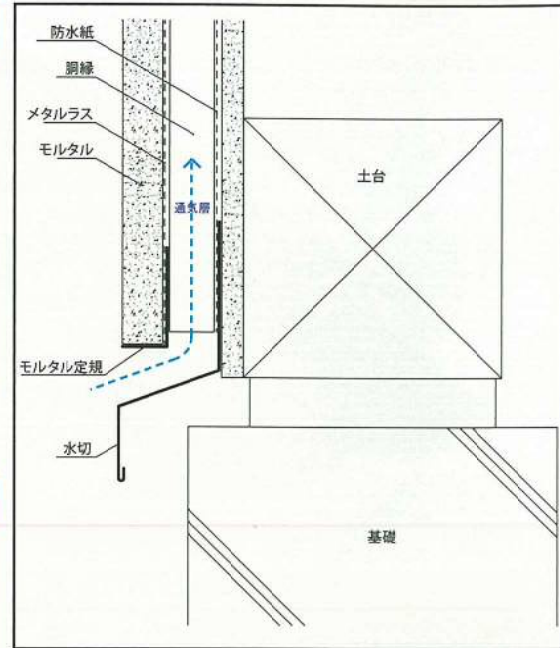 防水紙
胴縁
メタルラス
モルタル
土台
通気層
モルタル定規
水切
基礎